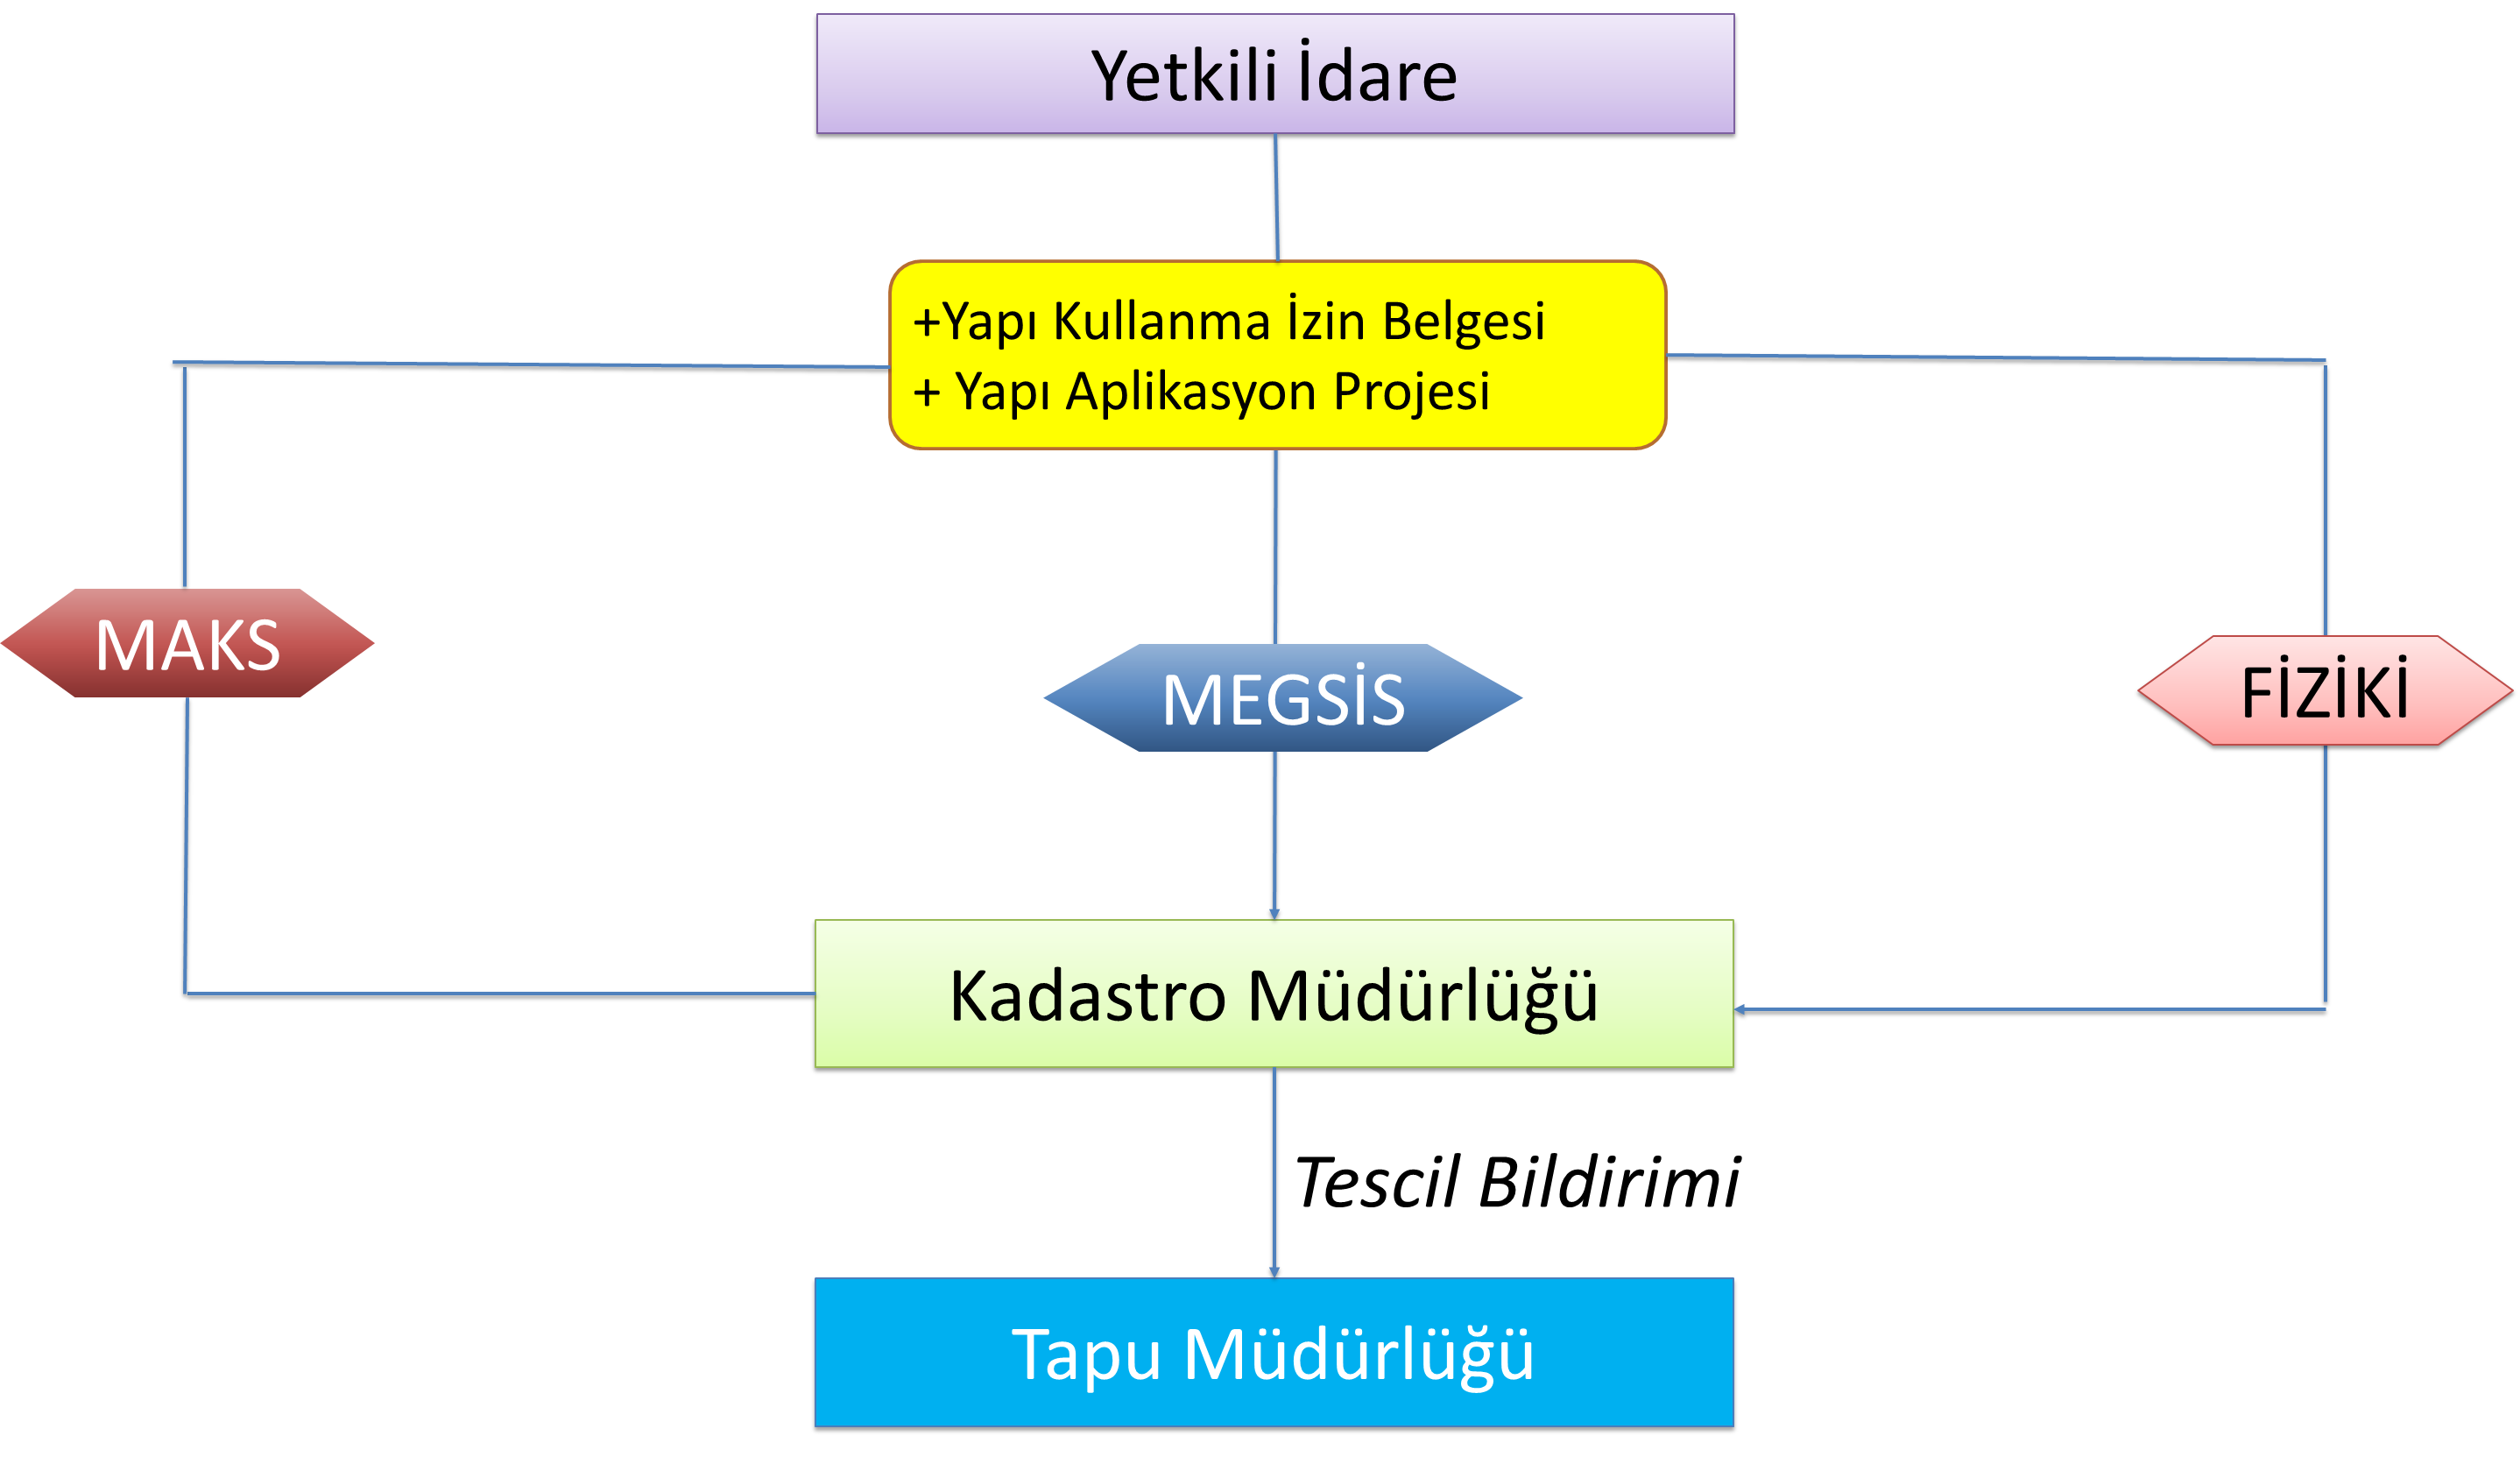 Yetkili İdare
+Yapı Kullanma İzin Belgesi
+ Yapı Aplikasyon Projesi
MAKS
MEGSİS
FİZİKİ
Kadastro Müdürlüğü
Tescil Bildirimi
Tapu Müdürlüğü